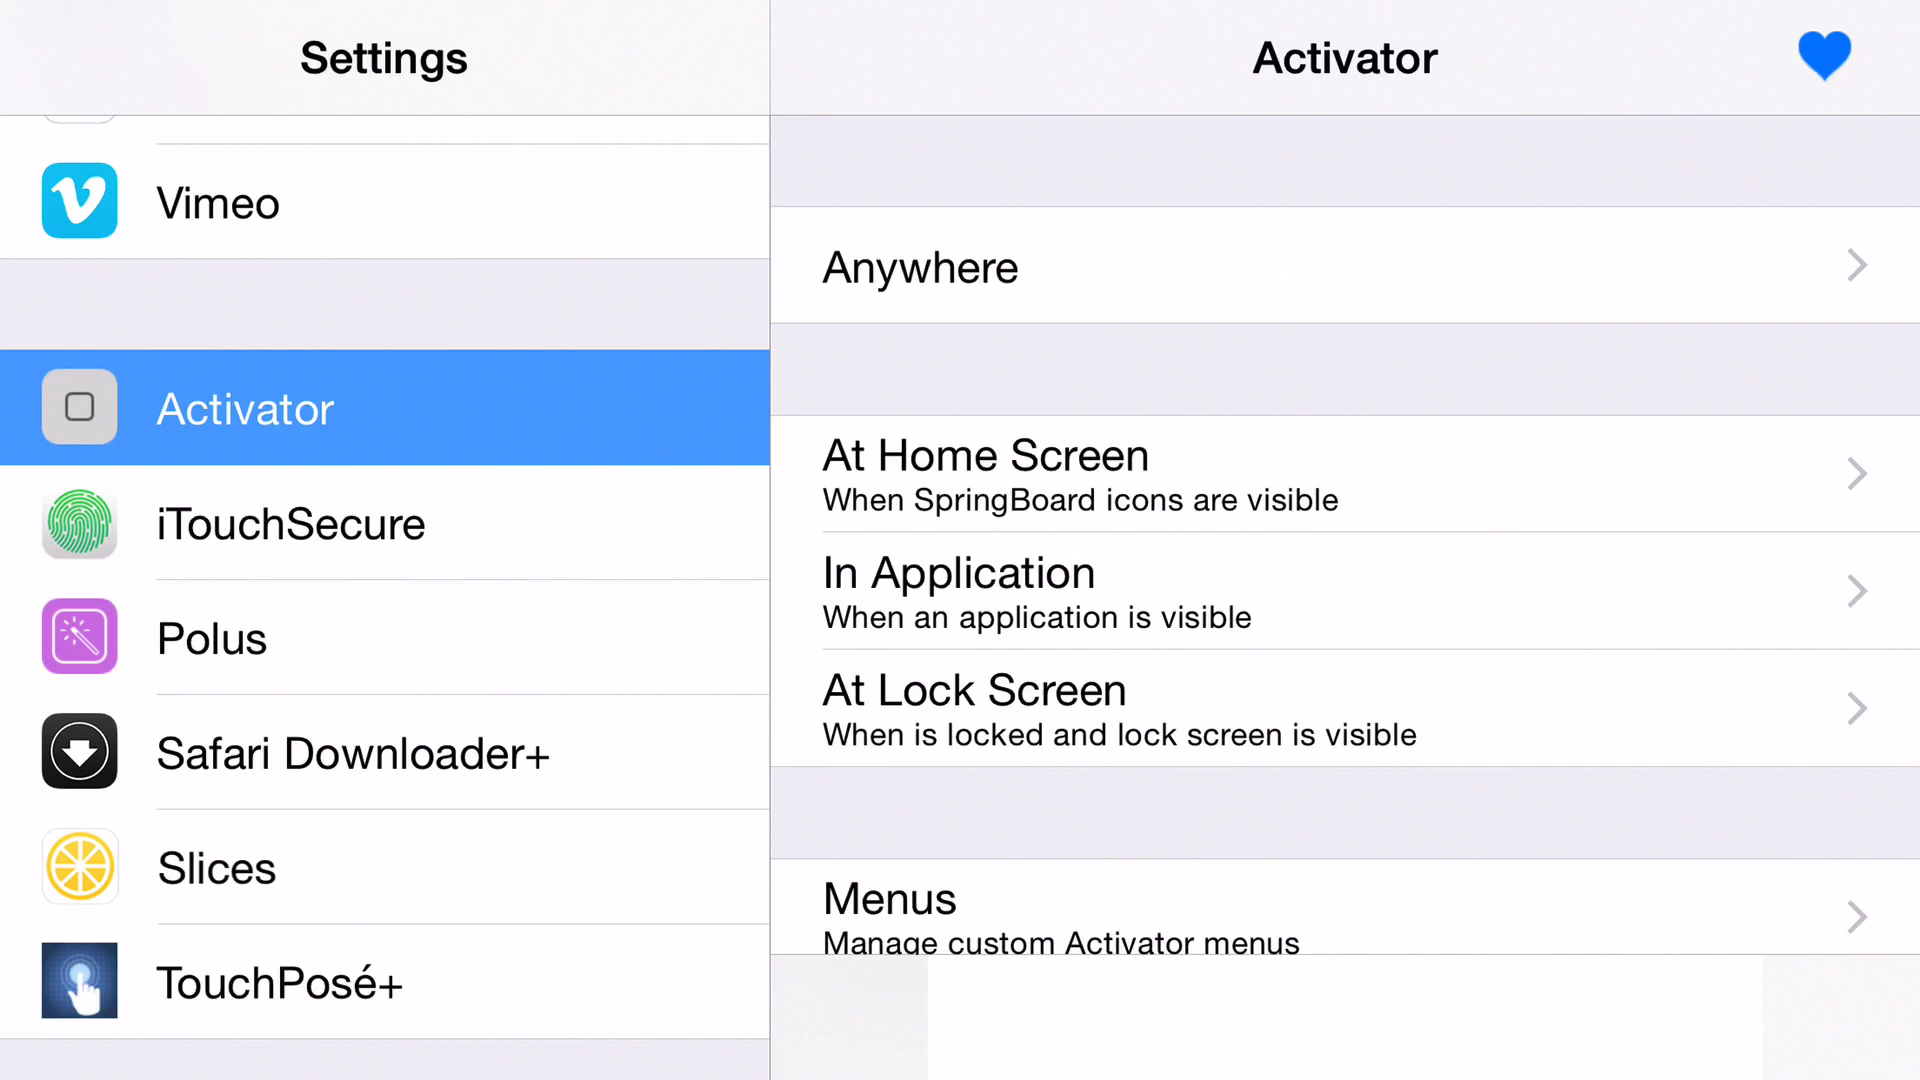 Settings
Vimeo
Activator
iTouchSecure
Polus
Safari Downloader+
Slices
TouchPosé+
Activator
Anywhere
At Home Screen
When SpringBoard icons are visible
In Application
When an application is visible
At Lock Screen
When is locked and lock screen is visible
Menus
Manage custom Activator menus